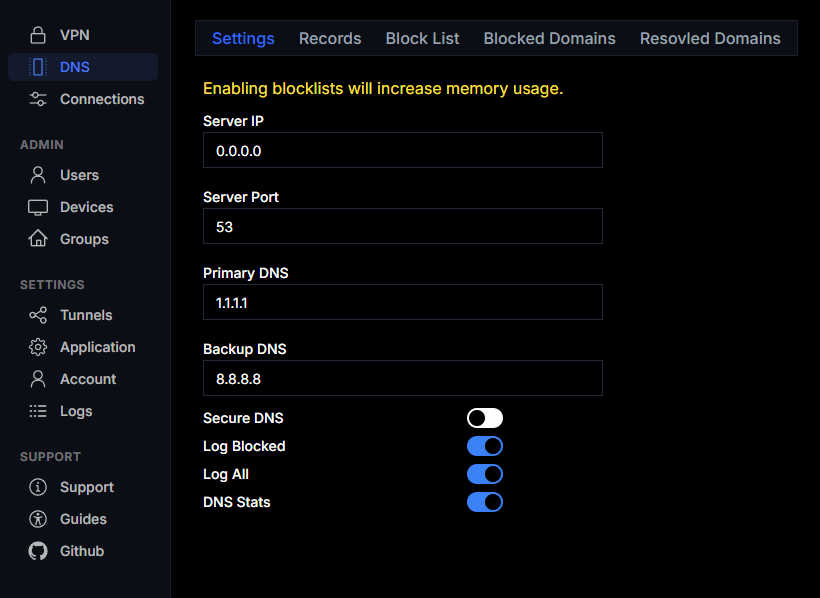 VPN
DNS
Connections
ADMIN
Users
Devices
Groups
SETTINGS
Tunnels
Application
Account
Logs
SUPPORT
Support
Guides
Github
Settings Records Block List Blocked Domains Resovled Domains
Enabling blocklists will increase memory usage.
Server IP
0.0.0.0
Server Port
53
Primary DNS
1.1.1.1
Backup DNS
8.8.8.8
Secure DNS
Log Blocked
Log All
DNS Stats